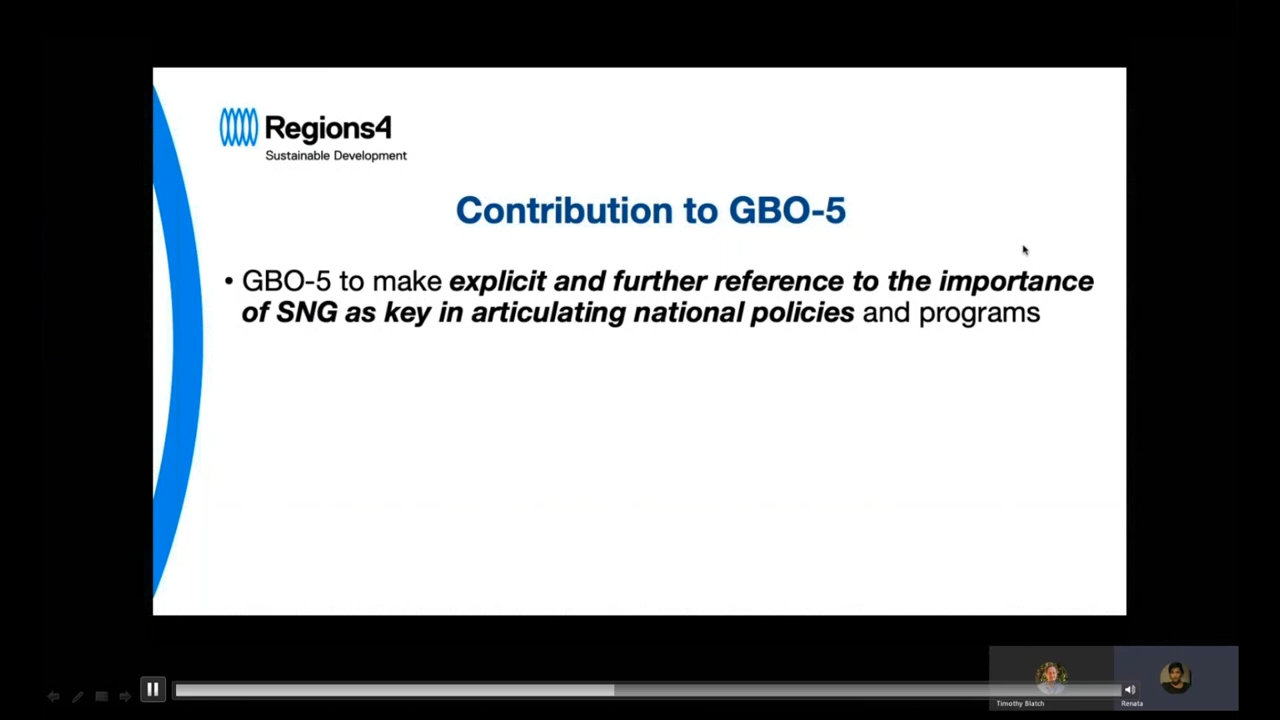 Regions4
Sustainable Development
Contribution to GBO-5
• GBO-5 to make explicit and further reference to the importance
of SNG as key in articulating national policies and programs
Timothy Blatch
Renata